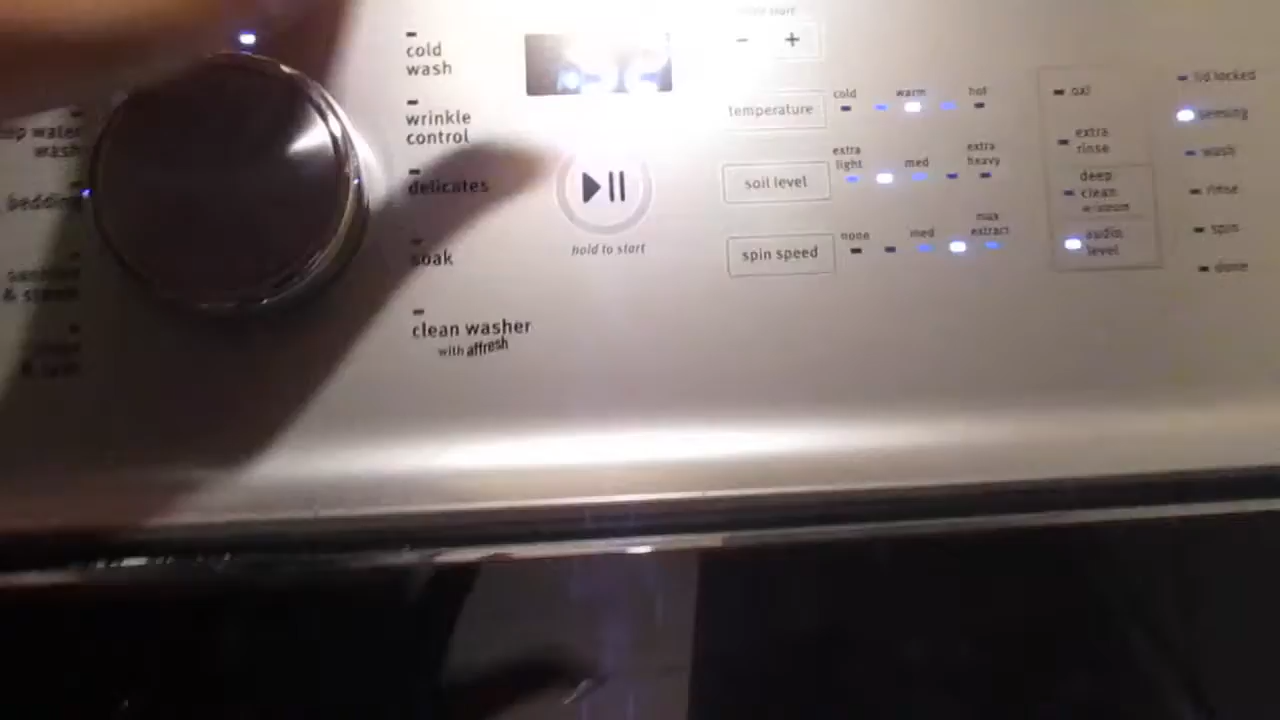 wash
bedding
cold
wash
wrinkle
control
delicates
soak
clean washer
with affresh
hold to start
- +
temperature
cold warm hot
soil level
extra
light
med
extra
heavy
spin speed
none
med
max
extract
oxi
extra
rinse
deep
clean
audio
level
lid locked
sensing
wash
rinse
spin
done